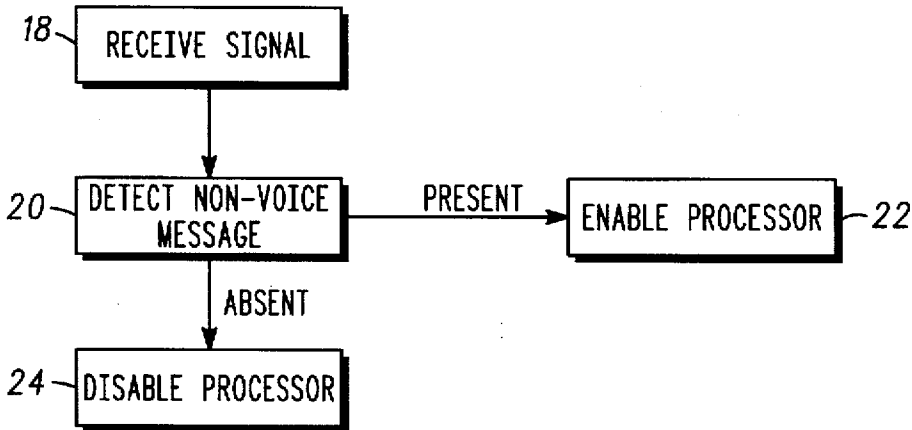 18
RECEIVE SIGNAL
20
DETECT NON-VOICE
MESSAGE
PRESENT
ENABLE PROCESSOR
22
ABSENT
24
DISABLE PROCESSOR